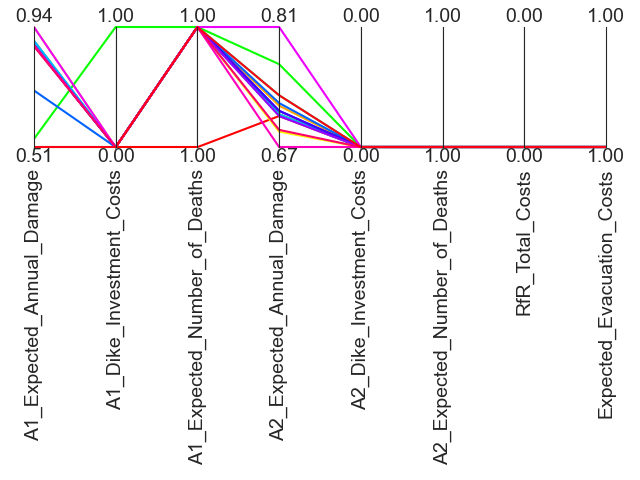 0.94 1.00 1.00 0.81 0.00 1.00 0.00 1.00
0.51 0.00 1.00 0.67 0.00 1.00 0.00 1.00
A1_Expected_Annual_Damage
A1_Dike_Investment_Costs
A1_Expected_Number_of_Deaths
A2_Expected_Annual_Damage
A2_Dike_Investment_Costs
A2_Expected_Number_of_Deaths
RfR_Total_Costs
Expected_Evacuation_Costs